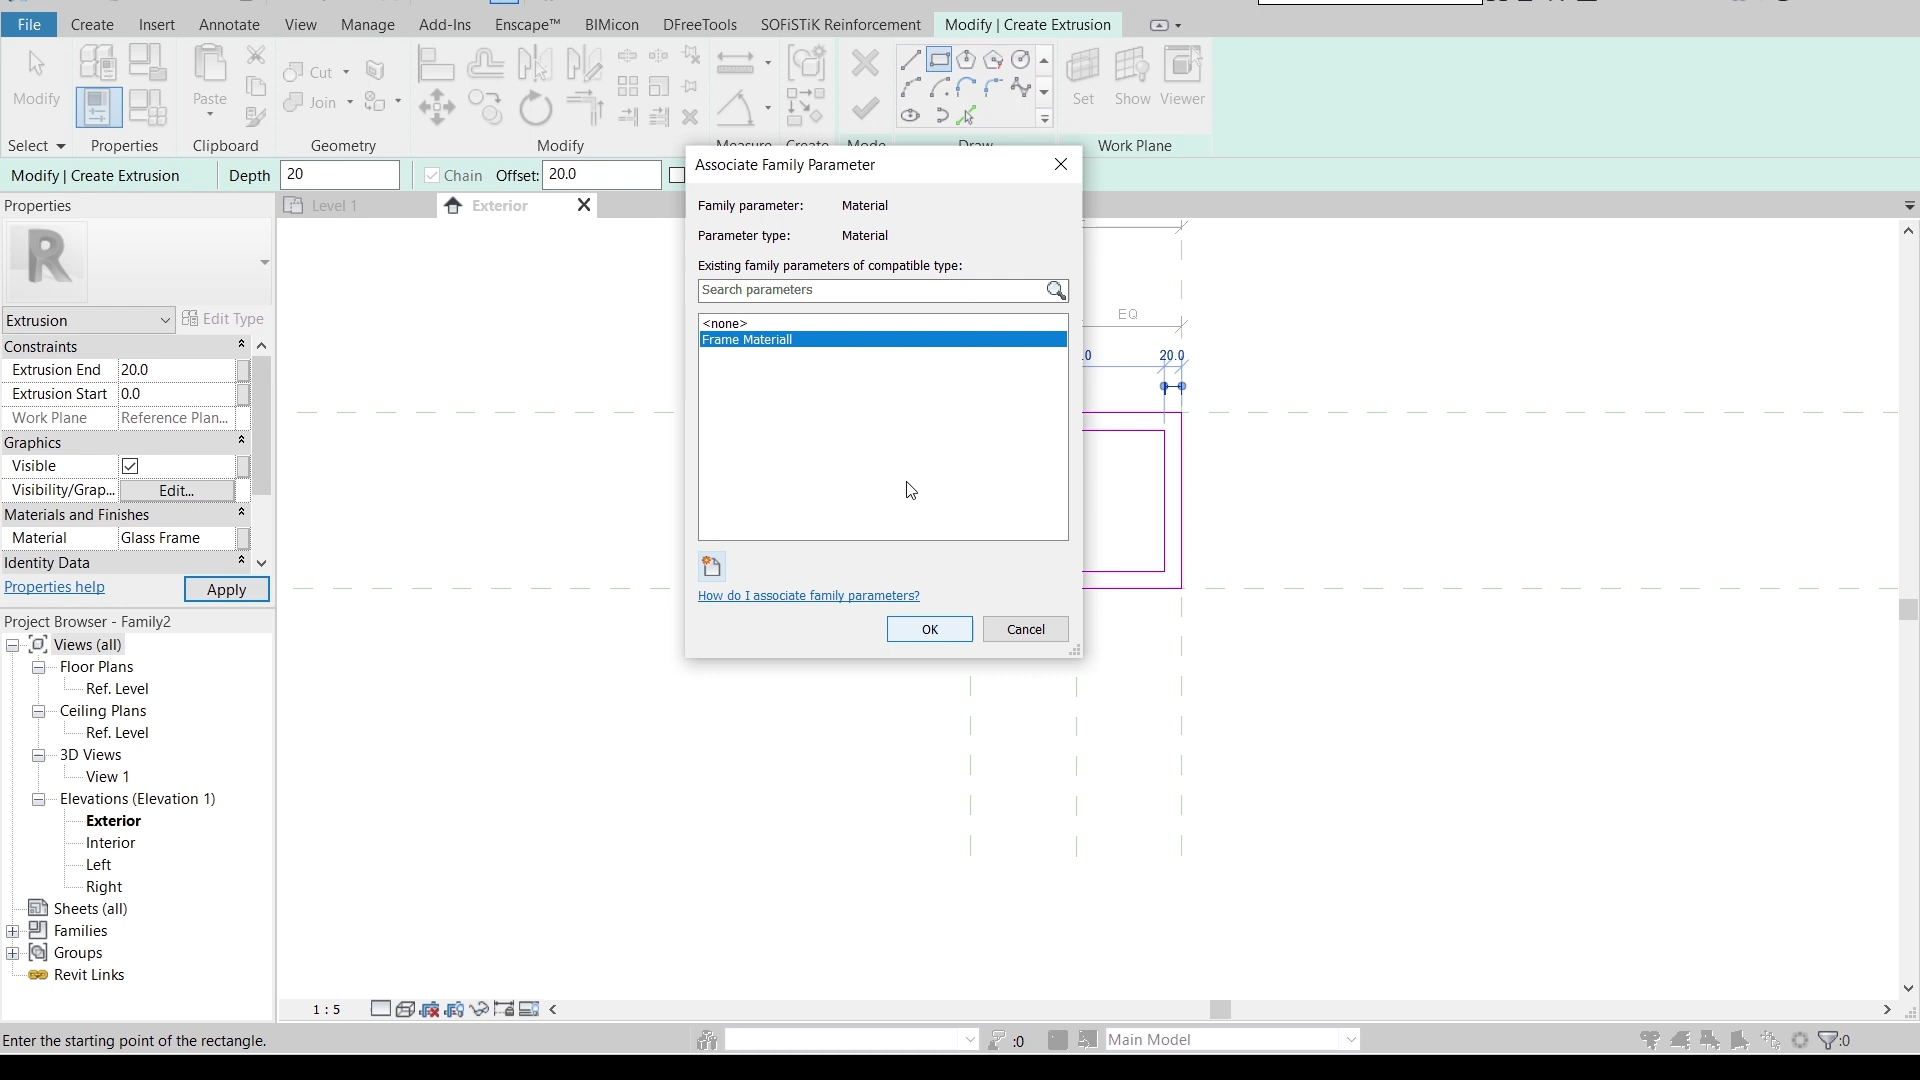 File Create Insert Annotate View Manage Add-Ins Enscape™ BIMicon DFreeTools SOFiSTiK Reinforcement Modify | Create Extrusion
Modify Paste Cut Join Set Show Viewer
Select Properties Clipboard Geometry Modify Measure Create Mode Draw Work Plane
Modify | Create Extrusion Depth 20 Chain Offset: 20.0
Properties
Level 1 Exterior
R
Extrusion Edit Type
Constraints
Extrusion End 20.0
Extrusion Start 0.0
Work Plane Reference Plan...
Graphics
Visible
Visibility/Grap... Edit...
Materials and Finishes
Material Glass Frame
Identity Data
Properties help Apply
Project Browser - Family2
Views (all)
Floor Plans
Ref. Level
Ceiling Plans
Ref. Level
3D Views
View 1
Elevations (Elevation 1)
Exterior
Interior
Left
Right
Sheets (all)
Families
Groups
Revit Links
Associate Family Parameter
Family parameter: Material
Parameter type: Material
Existing family parameters of compatible type:
Search parameters
<none>
Frame Materiall
How do I associate family parameters?
OK Cancel
EQ
.0 20.0
1 : 5
Enter the starting point of the rectangle.
:0
Main Model
:0